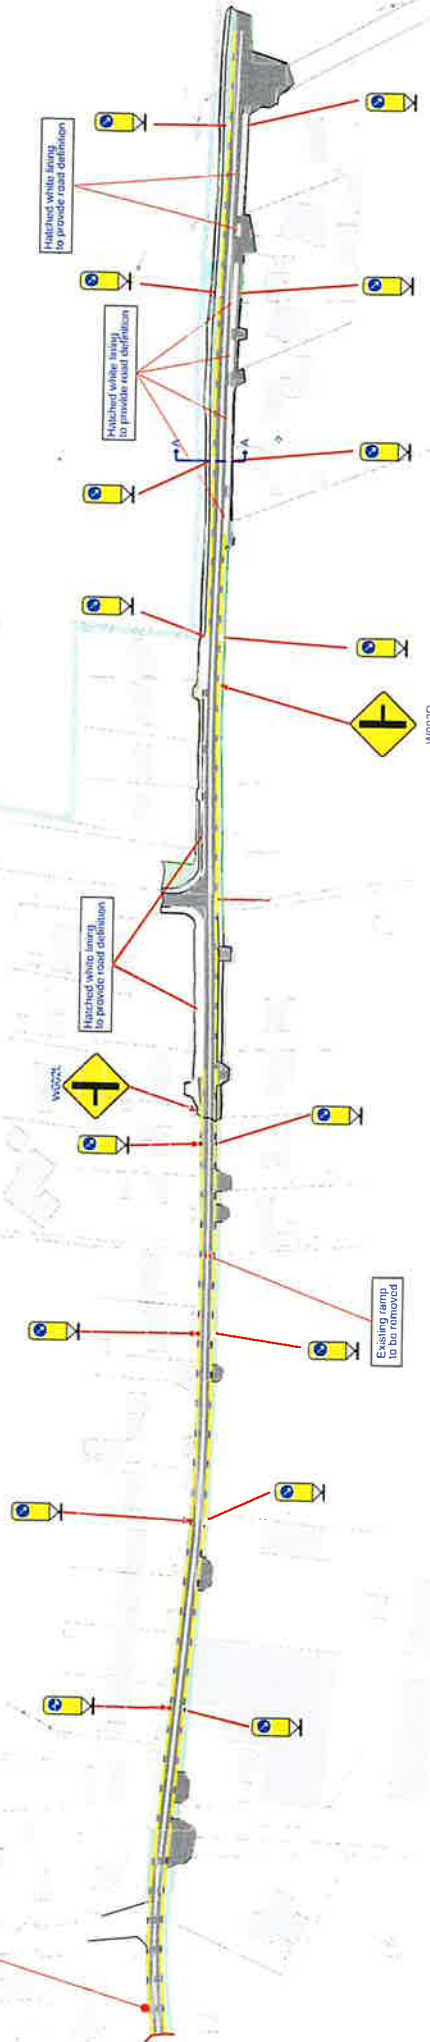 Hatched white lining
to provide road definition
Hatched white lining
to provide road definition
A
A
W002R
Hatched white lining
to provide road definition
W002L
Existing ramp
to be removed